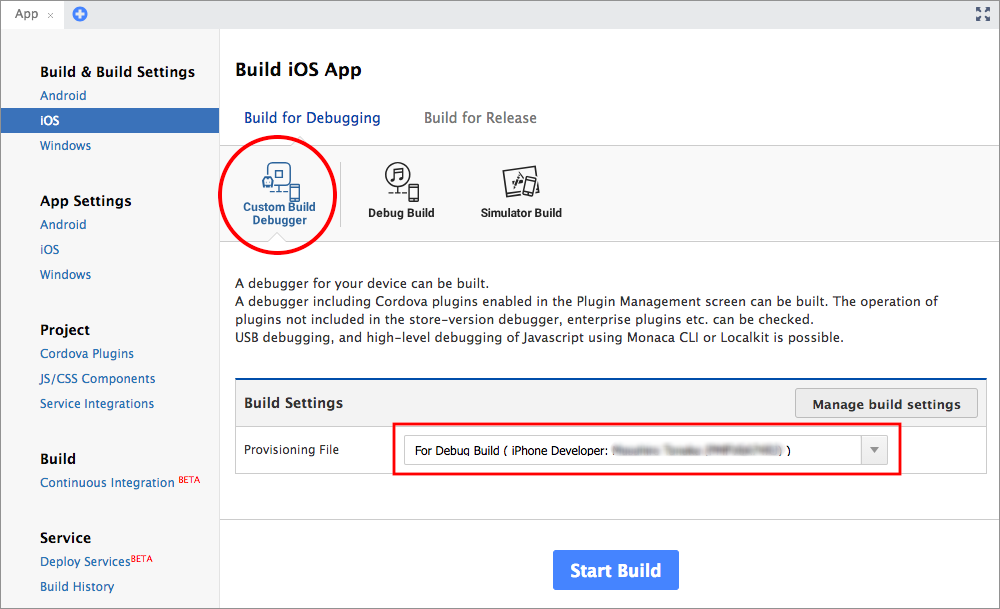 App
Build & Build Settings
Android
iOS
Windows
App Settings
Android
iOS
Windows
Project
Cordova Plugins
JS/CSS Components
Service Integrations
Build
Continuous Integration BETA
Service
Deploy Services BETA
Build History
Build iOS App
Build for Debugging
Build for Release
Custom Build
Debugger
Debug Build
Simulator Build
A debugger for your device can be built.
A debugger including Cordova plugins enabled in the Plugin Management screen can be built. The operation of
plugins not included in the store-version debugger, enterprise plugins etc. can be checked.
USB debugging, and high-level debugging of Javascript using Monaca CLI or Localkit is possible.
Build Settings
Manage build settings
Provisioning File
For Debug Build ( iPhone Developer: )
Start Build